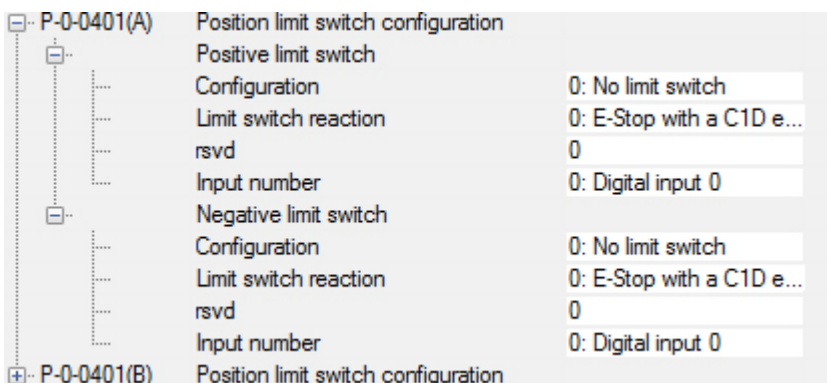 P-0-0401(A) Position limit switch configuration
Positive limit switch
Configuration 0: No limit switch
Limit switch reaction 0: E-Stop with a C1D e...
rsvd 0
Input number 0: Digital input 0
Negative limit switch
Configuration 0: No limit switch
Limit switch reaction 0: E-Stop with a C1D e...
rsvd 0
Input number 0: Digital input 0
P-0-0401(B) Position limit switch configuration